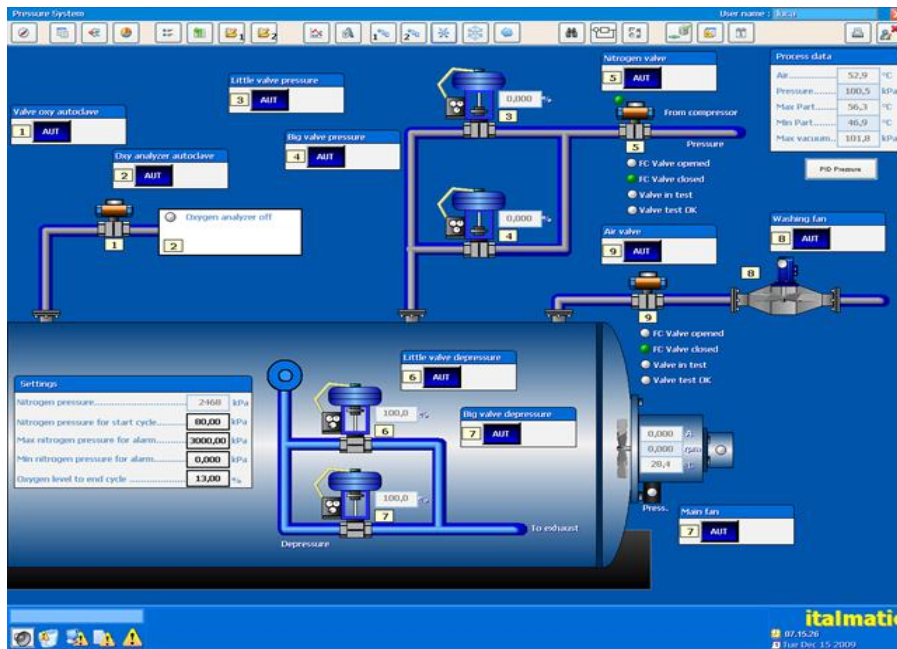 Pressure System
User name :
Little valve pressure
3 AUT
Valve oxy autoclave
1 AUT
Big valve pressure
4 AUT
Oxy analyzer autoclave
2 AUT
Oxygen analyzer off
2
1
0,000 %
3
0,000 %
4
Nitrogen valve
5 AUT
From compressor
Pressure
5
FC Valve opened
FC Valve closed
Valve in test
Valve test OK
Process data
Air 52,9 °C
Pressure 100,5 kPa
Max Part 56,3 °C
Min Part 46,9 °C
Max vacuum 101,8 kPa
PID Pressure
Air valve
9 AUT
Washing fan
8 AUT
8
9
FC Valve opened
FC Valve closed
Valve in test
Valve test OK
Settings
Nitrogen pressure 2468 kPa
Nitrogen pressure for start cycle 80,00 kPa
Max nitrogen pressure for alarm 3000,00 kPa
Min nitrogen pressure for alarm 0,000 kPa
Oxygen level to end cycle 13,00 %
Little valve depressure
6 AUT
Big valve depressure
7 AUT
100,0 %
6
100,0 %
7
To exhaust
Depressure
0,000 A
0,000 rpm
28,4
Press.
Main fan
7 AUT
italmatic
07.15.26
Tue Dec 15 2009